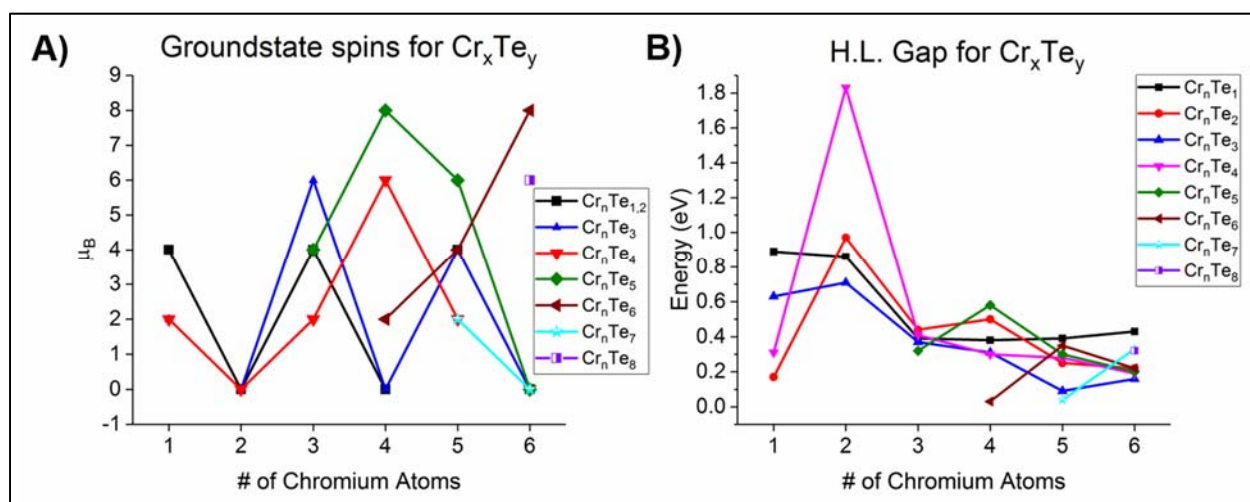 A)
Groundstate spins for CrₓTeᵧ
9
8
7
6
5
4
3
2
1
0
-1
μB
1 2 3 4 5 6
# of Chromium Atoms
CrₙTe₁,₂
CrₙTe₃
CrₙTe₄
CrₙTe₅
CrₙTe₆
CrₙTe₇
CrₙTe₈
B)
H.L. Gap for CrₓTeᵧ
1.8
1.6
1.4
1.2
1.0
0.8
0.6
0.4
0.2
0.0
Energy (eV)
1 2 3 4 5 6
# of Chromium Atoms
CrₙTe₁
CrₙTe₂
CrₙTe₃
CrₙTe₄
CrₙTe₅
CrₙTe₆
CrₙTe₇
CrₙTe₈